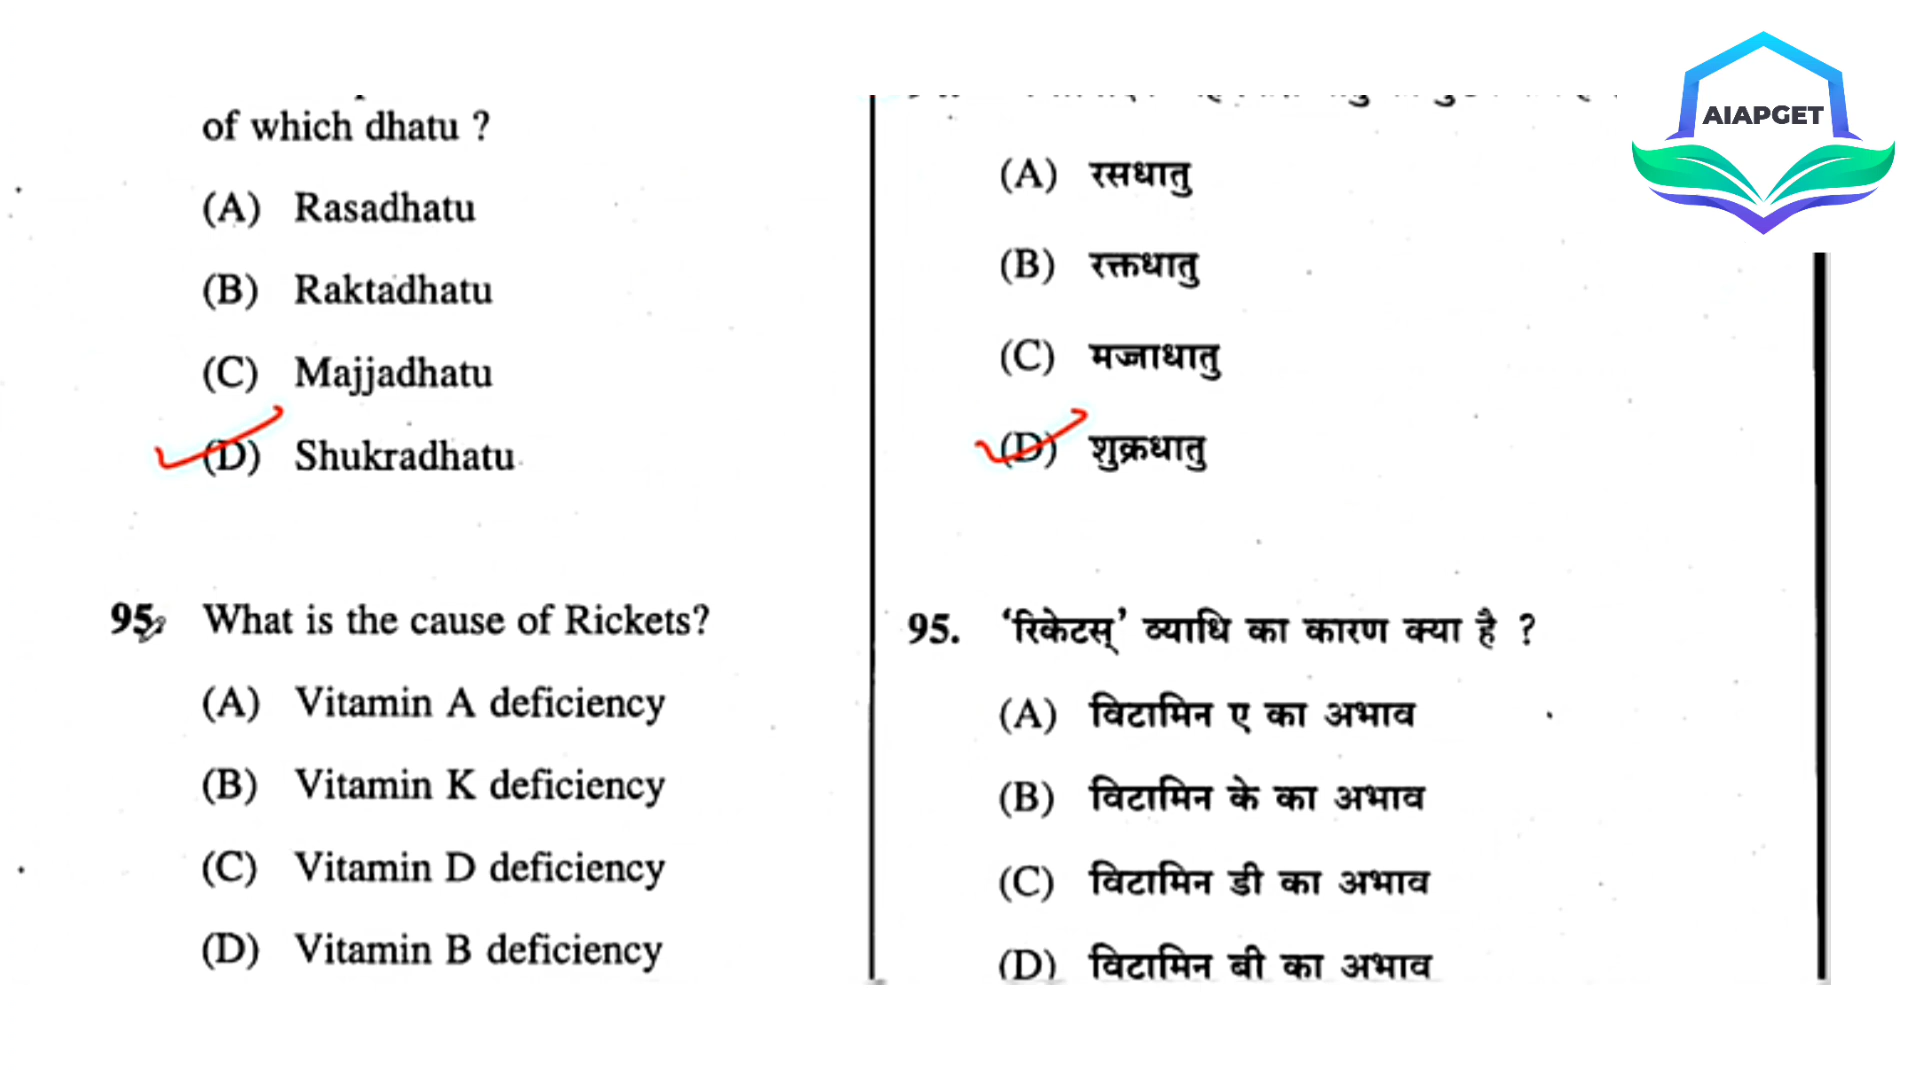 of which dhatu ?
(A) Rasadhatu
(B) Raktadhatu
(C) Majjadhatu
(D) Shukradhatu
95. What is the cause of Rickets?
(A) Vitamin A deficiency
(B) Vitamin K deficiency
(C) Vitamin D deficiency
(D) Vitamin B deficiency
(A) रसधातु
(B) रक्तधातु
(C) मज्जाधातु
(D) शुक्रधातु
95. ‘रिकेटस्’ व्याधि का कारण क्या है ?
(A) विटामिन ए का अभाव
(B) विटामिन के का अभाव
(C) विटामिन डी का अभाव
(D) विटामिन बी का अभाव
AIAPGET